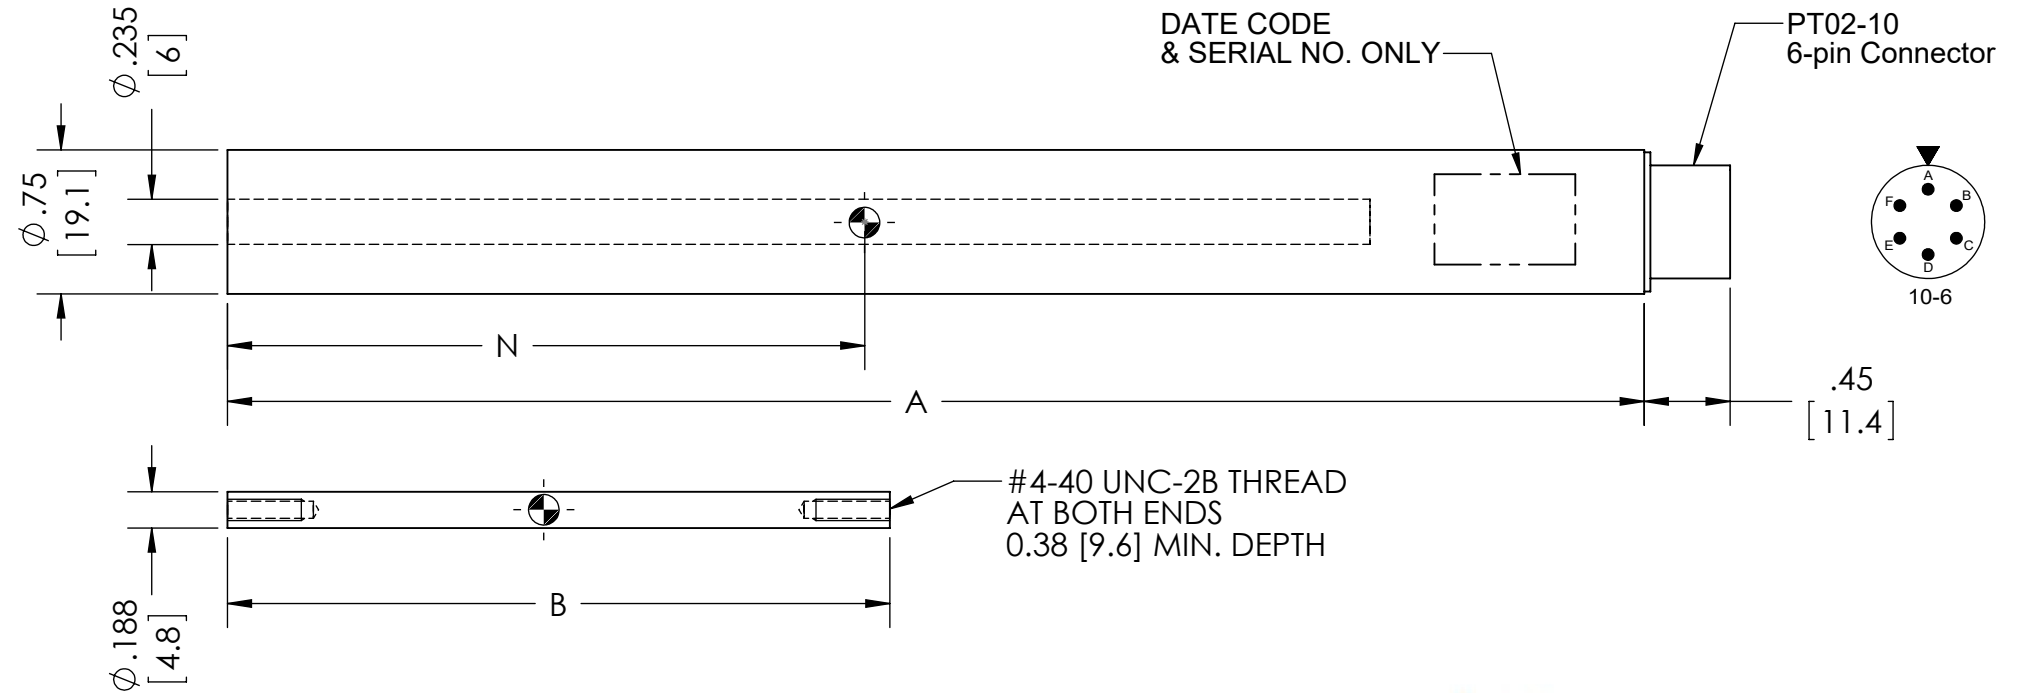 DATE CODE
& SERIAL NO. ONLY
PT02-10
6-pin Connector
⌀.235
[6]
⌀.75
[19.1]
A
B
C
D
E
F
10-6
N
A
.45
[11.4]
#4-40 UNC-2B THREAD
AT BOTH ENDS
0.38 [9.6] MIN. DEPTH
B
⌀.188
[4.8]